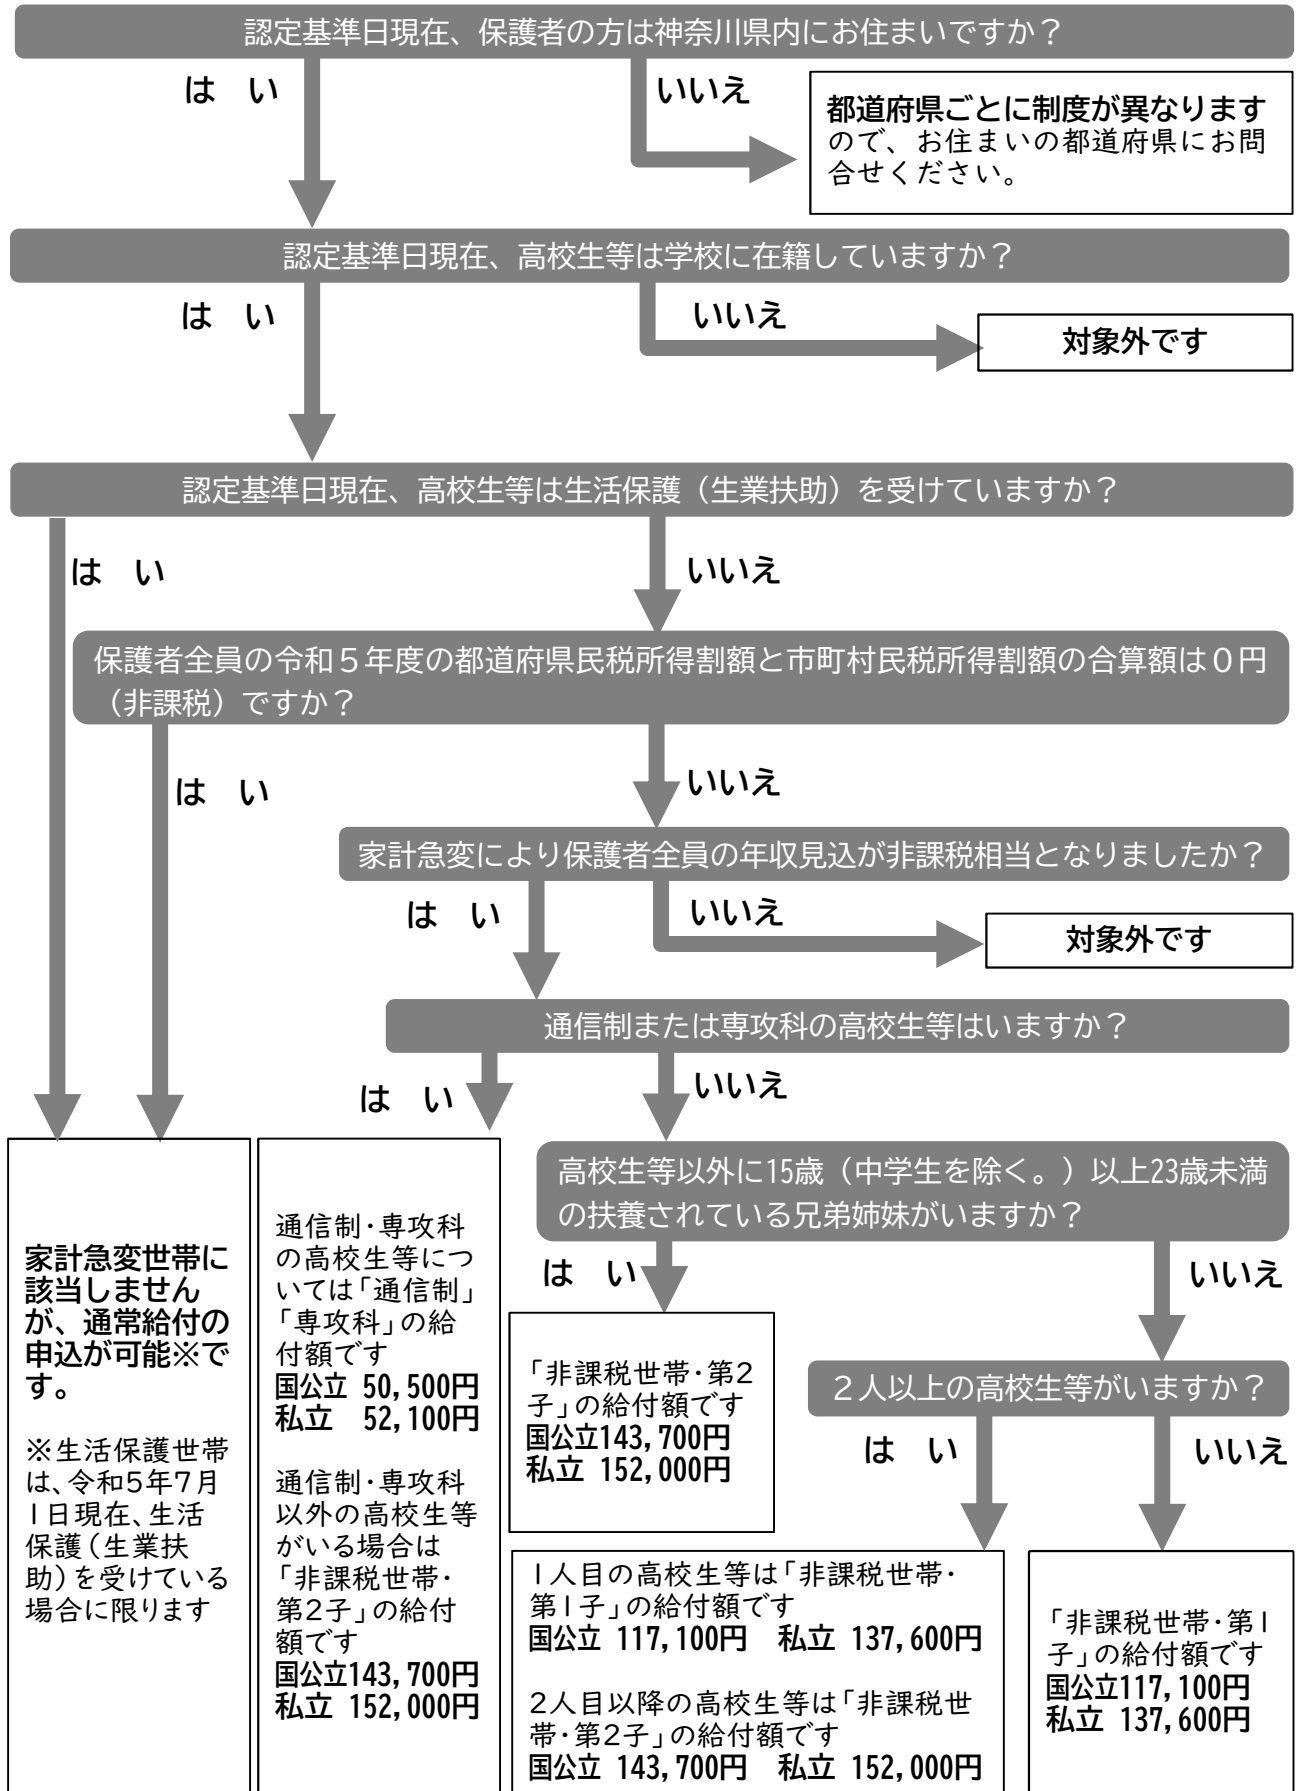 認定基準日現在、保護者の方は神奈川県内にお住まいですか？
は　い
いいえ
都道府県ごとに制度が異なります
ので、お住まいの都道府県にお問
合せください。
認定基準日現在、高校生等は学校に在籍していますか？
は　い
いいえ
対象外です
認定基準日現在、高校生等は生活保護（生業扶助）を受けていますか？
は　い
いいえ
保護者全員の令和５年度の都道府県民税所得割額と市町村民税所得割額の合算額は０円
（非課税）ですか？
は　い
いいえ
家計急変により保護者全員の年収見込が非課税相当となりましたか？
は　い
いいえ
対象外です
通信制または専攻科の高校生等はいますか？
は　い
いいえ
家計急変世帯に
該当しません
が、通常給付の
申込が可能※で
す。
※生活保護世帯
は、令和5年7月
1日現在、生活
保護（生業扶
助）を受けている
場合に限ります
通信制・専攻科
の高校生等につ
いては「通信制」
「専攻科」の給
付額です
国公立 50,500円
私立　52,100円
通信制・専攻科
以外の高校生等
がいる場合は
「非課税世帯・
第2子」の給付
額です
国公立143,700円
私立 152,000円
高校生等以外に15歳（中学生を除く。）以上23歳未満
の扶養されている兄弟姉妹がいますか？
は　い
いいえ
「非課税世帯・第2
子」の給付額です
国公立143,700円
私立 152,000円
２人以上の高校生等がいますか？
は　い
いいえ
1人目の高校生等は「非課税世帯・
第1子」の給付額です
国公立 117,100円　私立 137,600円
2人目以降の高校生等は「非課税世
帯・第2子」の給付額です
国公立 143,700円　私立 152,000円
「非課税世帯・第1
子」の給付額です
国公立117,100円
私立 137,600円